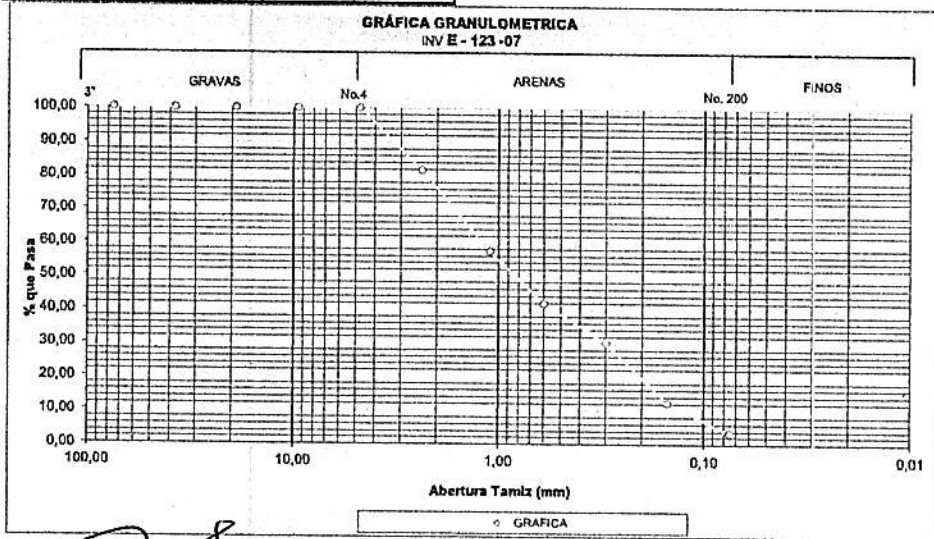 GRÁFICA GRANULOMETRICA
INV E - 123 -07
GRAVAS
ARENAS
FINOS
3"
No.4
No. 200
100,00
90,00
80,00
70,00
60,00
50,00
40,00
30,00
20,00
10,00
0,00
% que Pasa
100,00
10,00
1,00
0,10
0,01
Abertura Tamiz (mm)
GRAFICA